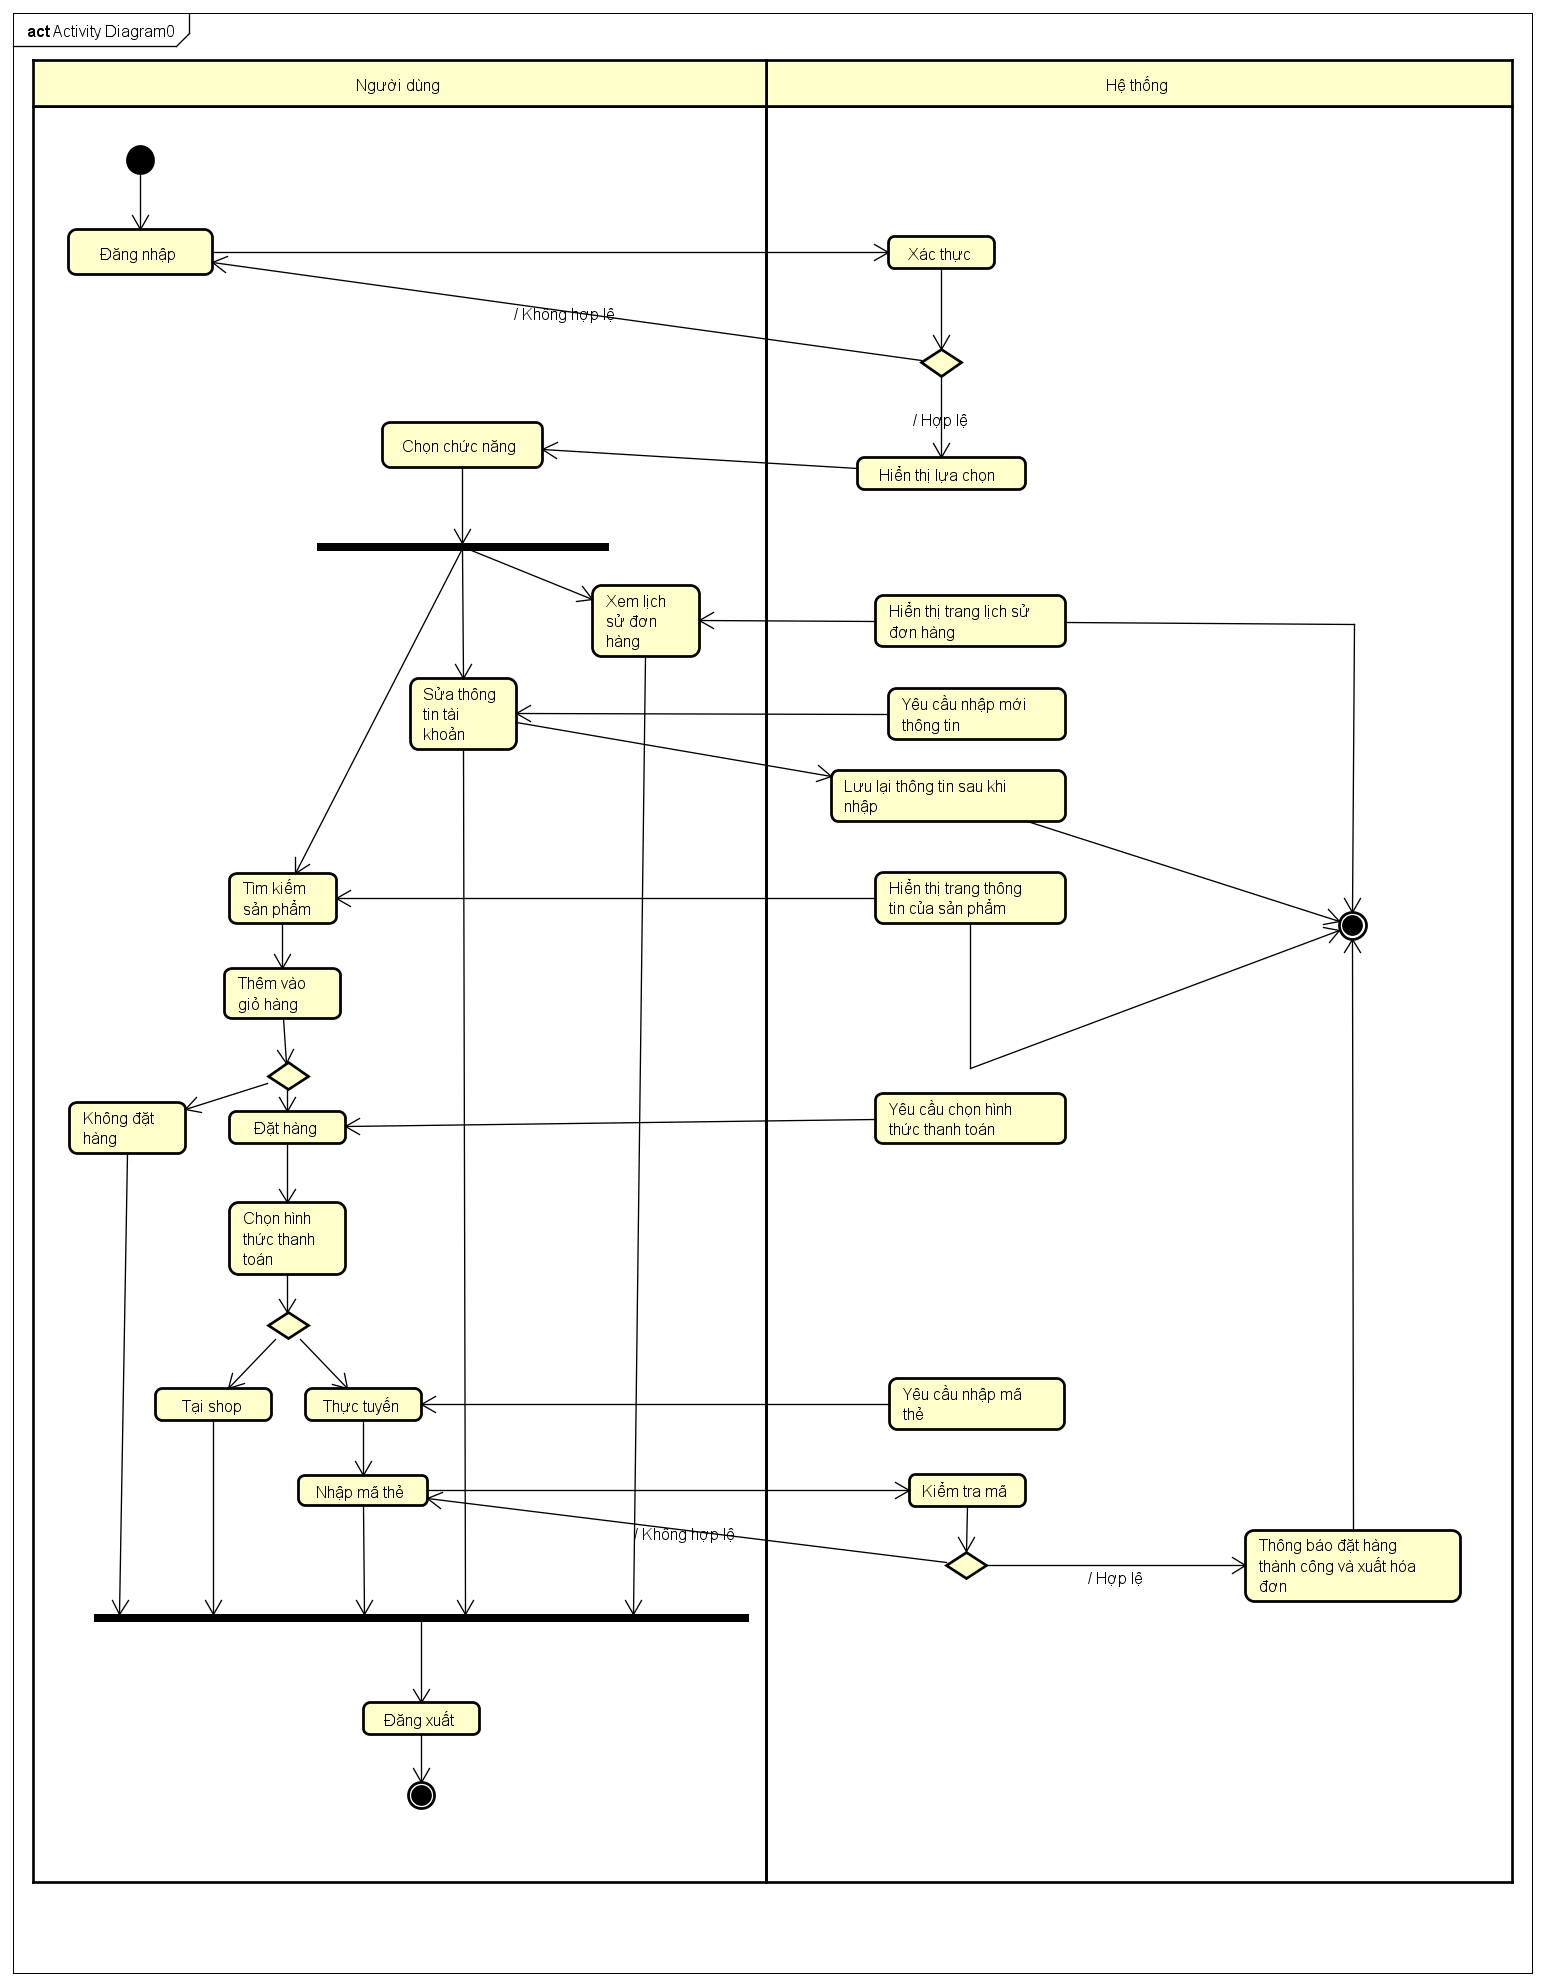 act Activity Diagram0
Người dùng
Hệ thống
Đăng nhập
Xác thực
/ Không hợp lệ
/ Hợp lệ
Chọn chức năng
Hiển thị lựa chọn
Xem lịch
sử đơn
hàng
Hiển thị trang lịch sử
đơn hàng
Sửa thông
tin tài
khoản
Yêu cầu nhập mới
thông tin
Lưu lại thông tin sau khi
nhập
Tìm kiếm
sản phẩm
Hiển thị trang thông
tin của sản phẩm
Thêm vào
giỏ hàng
Không đặt
hàng
Đặt hàng
Yêu cầu chọn hình
thức thanh toán
Chọn hình
thức thanh
toán
Tại shop
Thực tuyến
Yêu cầu nhập mã
thẻ
Nhập mã thẻ
Kiểm tra mã
/ Không hợp lệ
/ Hợp lệ
Thông báo đặt hàng
thành công và xuất hóa
đơn
Đăng xuất